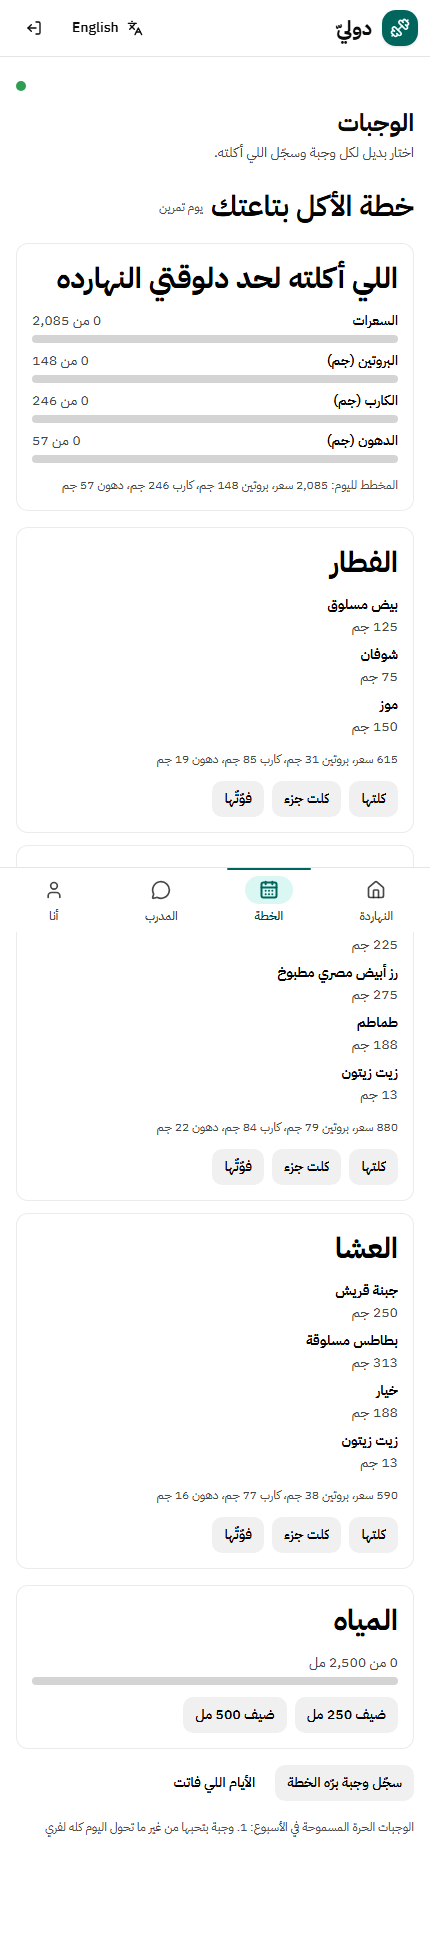 دوليّ
English
الوجبات
اختار بديل لكل وجبة وسجّل اللي أكلته.
خطة الأكل بتاعتك
يوم تمرين
اللي أكلته لحد دلوقتي النهارده
السعرات
0 من 2,085
البروتين (جم)
0 من 148
الكارب (جم)
0 من 246
الدهون (جم)
0 من 57
المخطط لليوم: 2,085 سعر، بروتين 148 جم، كارب 246 جم، دهون 57 جم
الفطار
بيض مسلوق
125 جم
شوفان
75 جم
موز
150 جم
615 سعر، بروتين 31 جم، كارب 85 جم، دهون 19 جم
كلتها
كلت جزء
فوّتّها
النهاردة
الخطة
المدرب
أنا
225 جم
رز أبيض مصري مطبوخ
275 جم
طماطم
188 جم
زيت زيتون
13 جم
880 سعر، بروتين 79 جم، كارب 84 جم، دهون 22 جم
كلتها
كلت جزء
فوّتّها
العشا
جبنة قريش
250 جم
بطاطس مسلوقة
313 جم
خيار
188 جم
زيت زيتون
13 جم
590 سعر، بروتين 38 جم، كارب 77 جم، دهون 16 جم
كلتها
كلت جزء
فوّتّها
المياه
0 من 2,500 مل
ضيف 250 مل
ضيف 500 مل
سجّل وجبة برّه الخطة
الأيام اللي فاتت
الوجبات الحرة المسموحة في الأسبوع: 1. وجبة بتحبها من غير ما تحول اليوم كله لفري